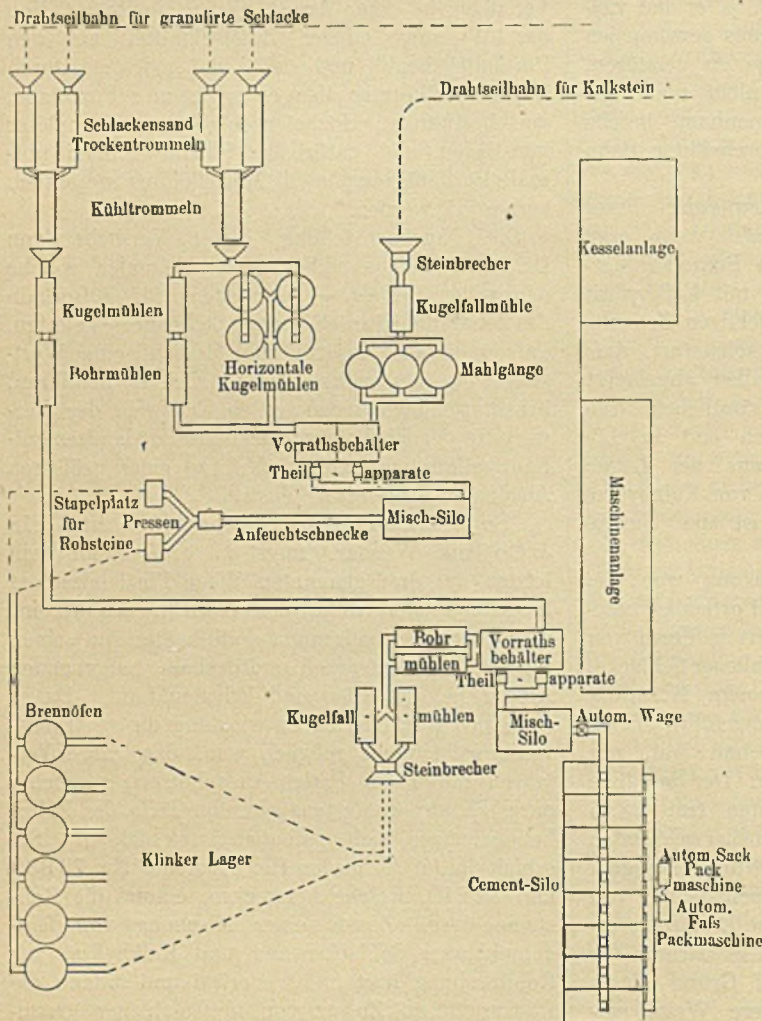 Drahtseilbahn für granulirte Schlacke
Drahtseilbahn für Kalkstein
Schlackensand
Trockentrommeln
Kühltrommeln
Kesselanlage
Steinbrecher
Kugelmühlen
Kugelfallmühle
Rohrmühlen
Horizontale
Kugelmühlen
Mahlgänge
Vorrathsbehälter
Theil - apparate
Maschinenanlage
Stapelplatz
für
Rohsteine
Pressen
Anfeuchtschnecke
Misch-Silo
Rohr
mühlen
Vorraths
behälter
Theil - apparate
Brennöfen
Kugelfall mühlen
Misch-
Silo
Autom. Wage
Steinbrecher
Klinker Lager
Cement-Silo
Autom. Sack
Pack
maschine
Autom.
Fafs
Packmaschine